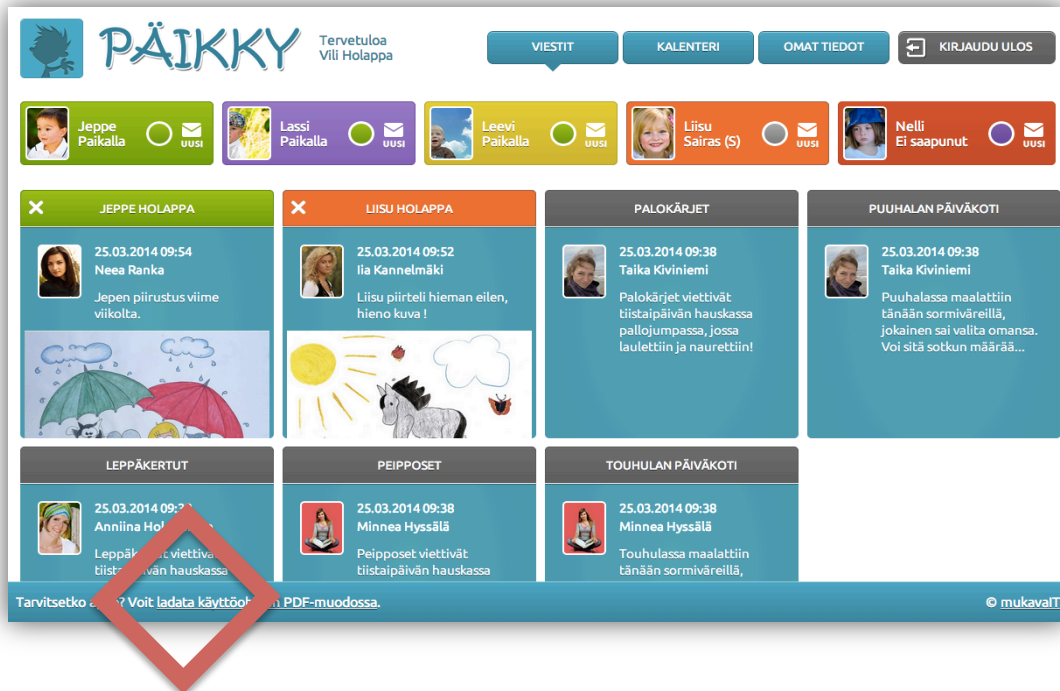 PÄIKKY
Tervetuloa
Vili Holappa
VIESTIT
KALENTERI
OMAT TIEDOT
KIRJAUDU ULOS
Jeppe
Paikalla
UUSI
Lassi
Paikalla
UUSI
Leevi
Paikalla
UUSI
Liisu
Sairas (S)
UUSI
Nelli
Ei saapunut
UUSI
JEPPE HOLAPPA
25.03.2014 09:54
Neea Ranka
Jepen piirustus viime
viikolta.
LIISU HOLAPPA
25.03.2014 09:52
Iia Kannelmäki
Liisu piirteli hieman eilen,
hieno kuva !
PALOKÄRJET
25.03.2014 09:38
Taika Kiviniemi
Palokärjet viettivät
tiistaipäivän hauskassa
pallojumpassa, jossa
laulettiin ja naurettiin!
PUUHALAN PÄIVÄKOTI
25.03.2014 09:38
Taika Kiviniemi
Puuhalassa maalattiin
tänään sormiväreillä,
jokainen sai valita omansa.
Voi sitä sotkun määrää...
LEPPÄKERTUT
25.03.2014
Anniina
viettivät
hauskassa
PEIPPOSET
25.03.2014 09:38
Minnea Hyssälä
Peipposet viettivät
tiistaipäivän hauskassa
TOUHULAN PÄIVÄKOTI
25.03.2014 09:38
Minnea Hyssälä
Touhulassa maalattiin
tänään sormiväreillä,
Tarvitsetko Voit ladata PDF-muodossa.
© mukavaIT